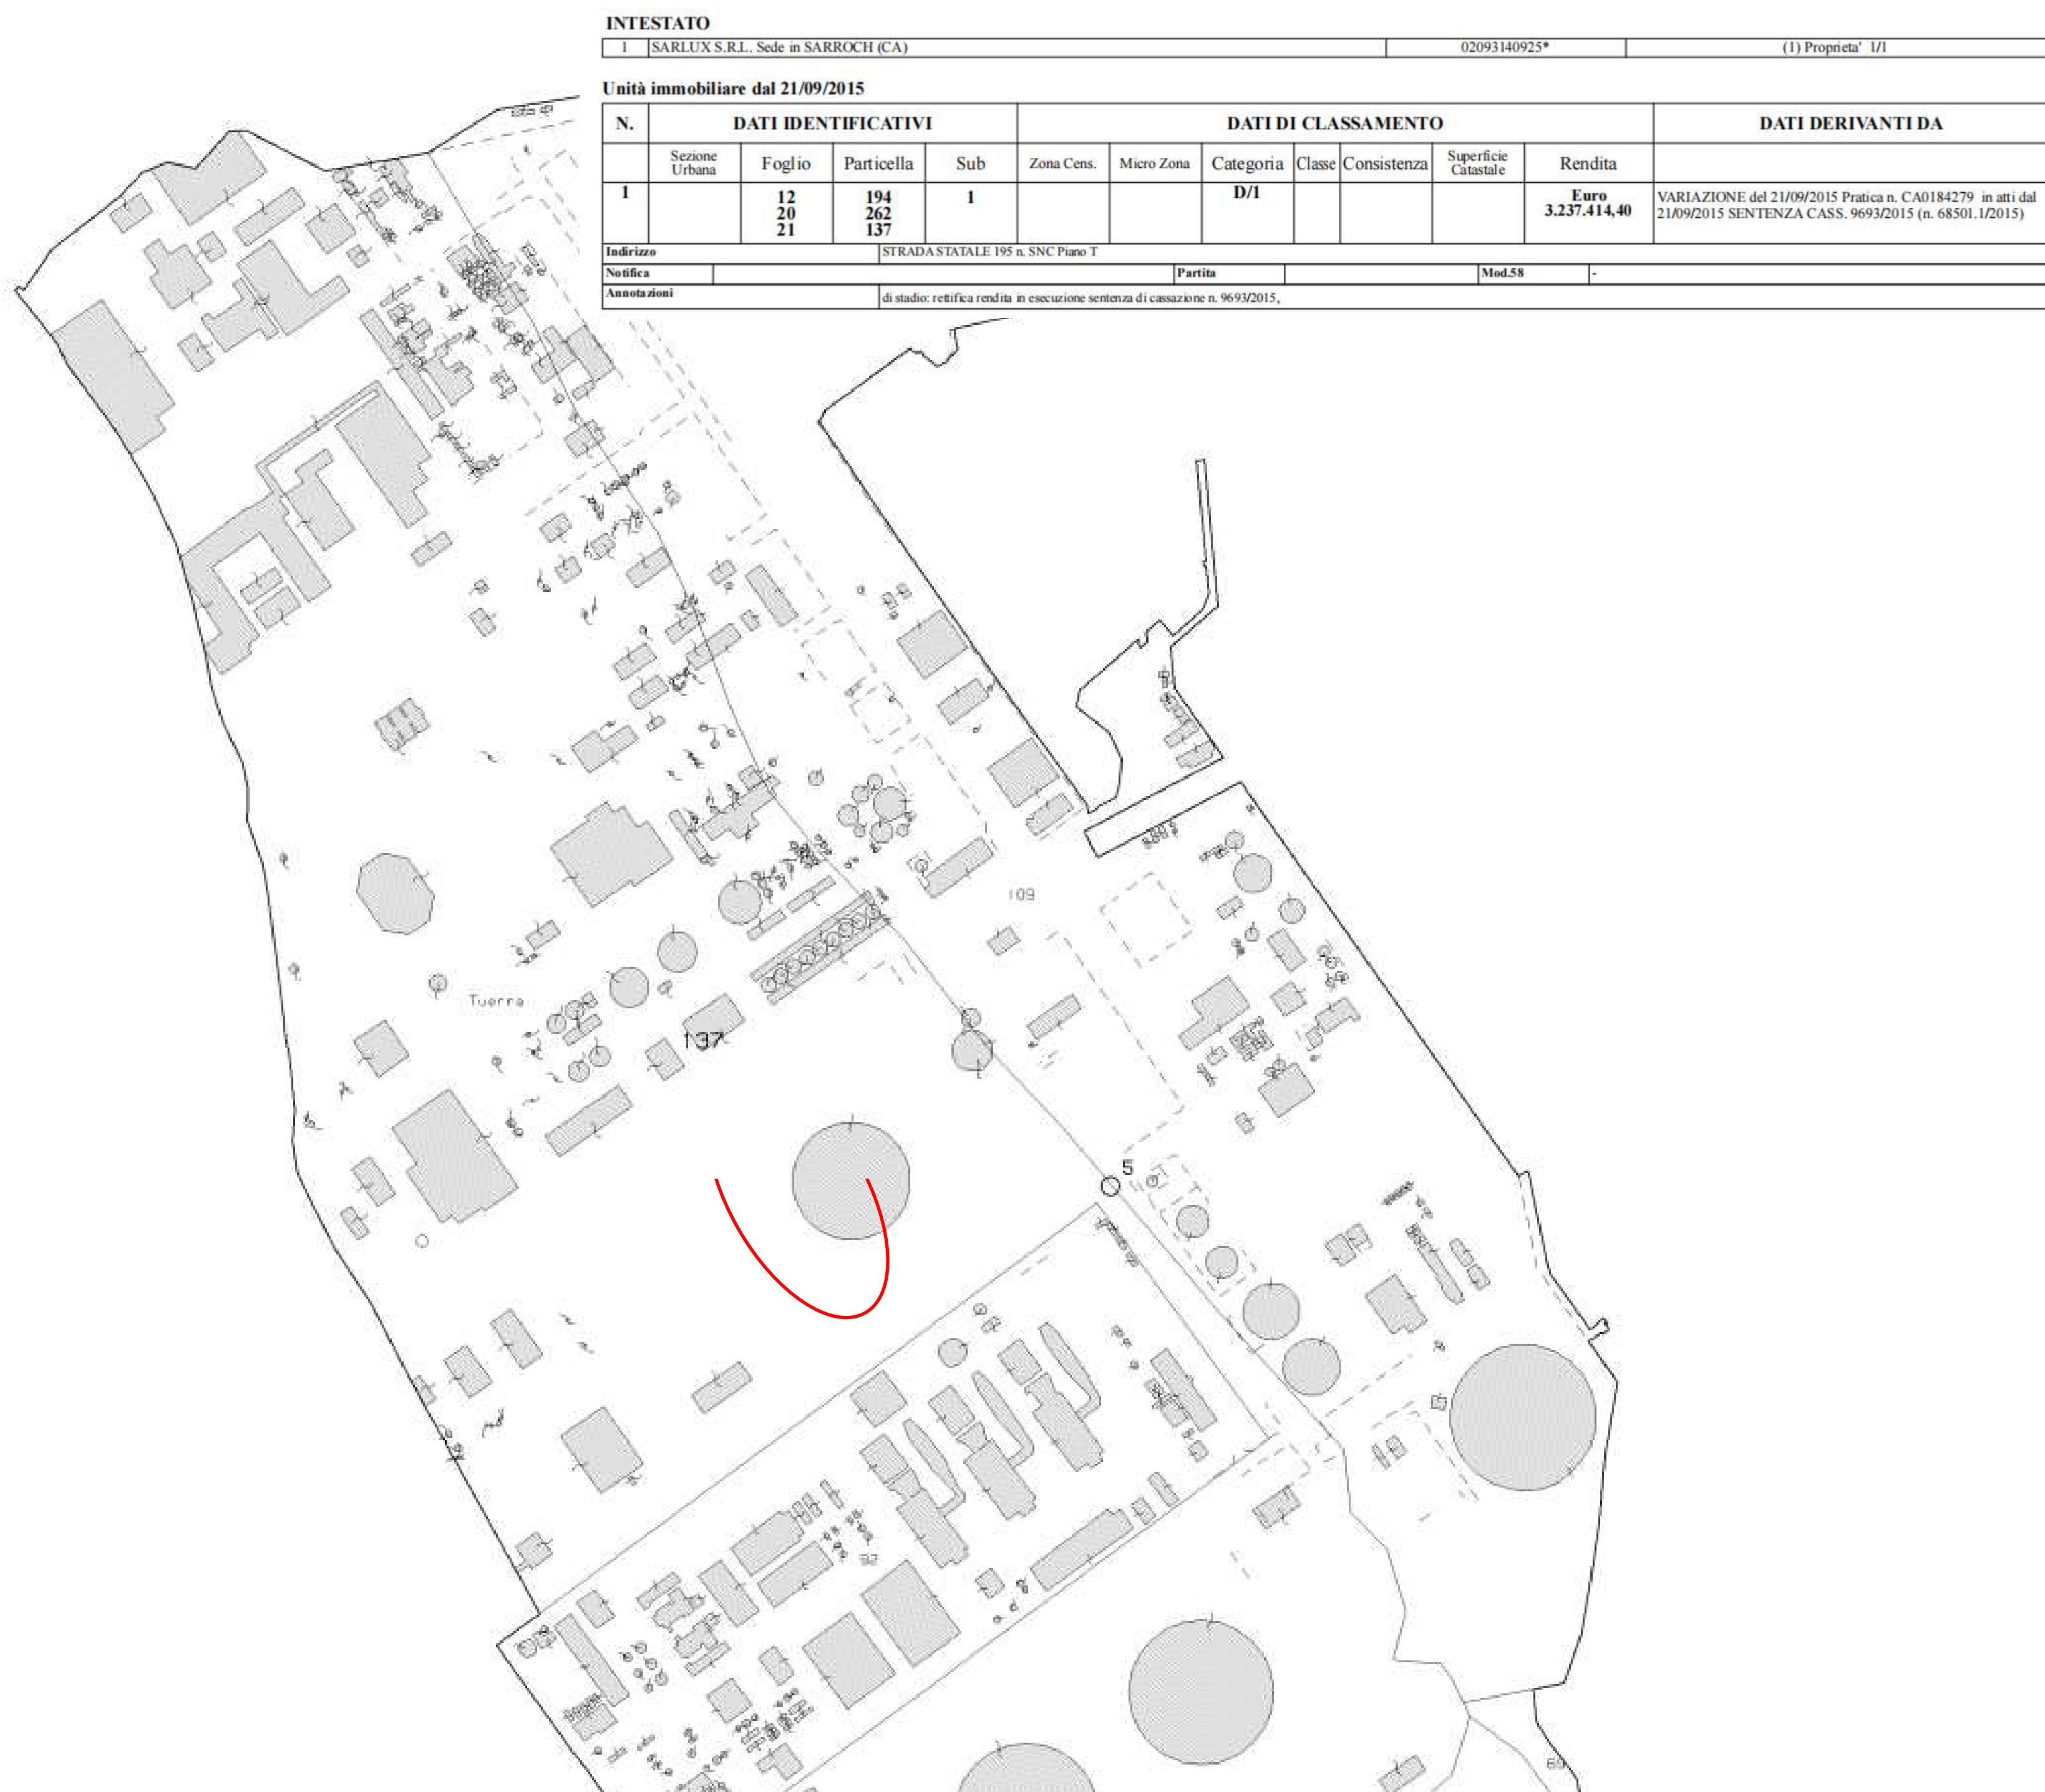 INTESTATO
1 SARLUX S.R.L. Sede in SARROCH (CA) 02093140925* (1) Proprieta' 1/1
Unità immobiliare dal 21/09/2015
N. DATI IDENTIFICATIVI DATI DI CLASSAMENTO DATI DERIVANTI DA
Sezione Urbana Foglio Particella Sub Zona Cens. Micro Zona Categoria Classe Consistenza Superficie Catastale Rendita
1 12 194 1 D/1 Euro VARIAZIONE del 21/09/2015 Pratica n. CA0184279 in atti dal
20 262 3.237.414,40 21/09/2015 SENTENZA CASS. 9693/2015 (n. 68501.1/2015)
21 137
Indirizzo STRADA STATALE 195 n. SNC Piano T
Notifica Partita Mod.58 -
Annotazioni di stadio: rettifica rendita in esecuzione sentenza di cassazione n. 9693/2015,
109
Tuerra
137
5
92
69